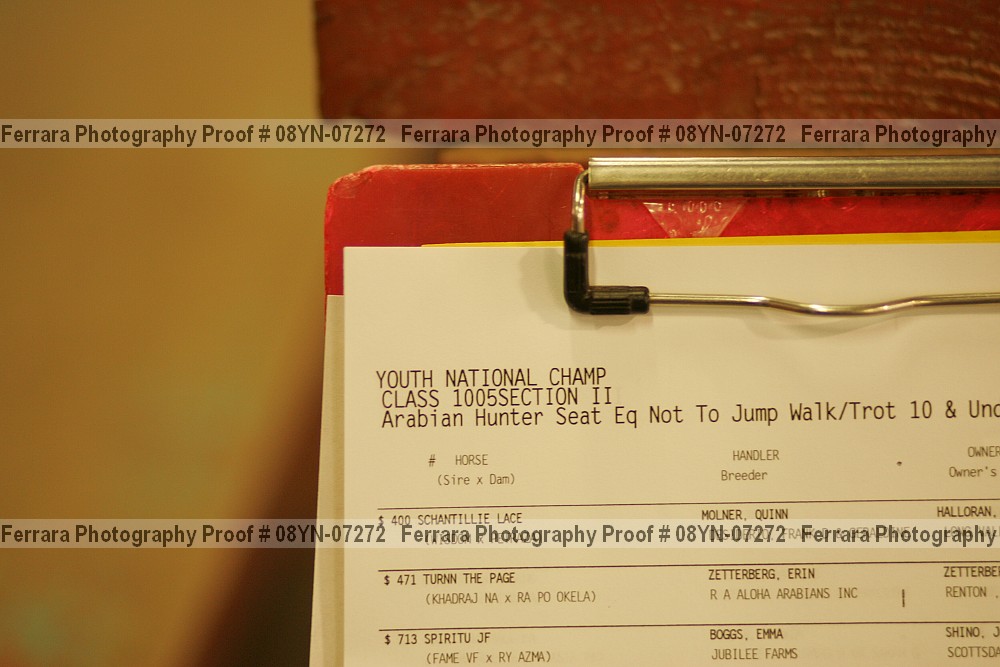 Ferrara Photography Proof # 08YN-07272 Ferrara Photography Proof # 08YN-07272 Ferrara Photography
YOUTH NATIONAL CHAMP
CLASS 1005SECTION II
Arabian Hunter Seat Eq Not To Jump Walk/Trot 10 & Und
# HORSE HANDLER OWNER
(Sire x Dam) Breeder Owner's
$ 400 SCHANTILLIE LACE MOLNER, QUINN HALLORAN,
Ferrara Photography Proof # 08YN-07272 Ferrara Photography Proof # 08YN-07272 Ferrara Photography
$ 471 TURNN THE PAGE ZETTERBERG, ERIN ZETTERBE
(KHADRAJ NA x RA PO OKELA) R A ALOHA ARABIANS INC RENTON ,
$ 713 SPIRITU JF BOGGS, EMMA SHINO, J
(FAME VF x RY AZMA) JUBILEE FARMS SCOTTSDA